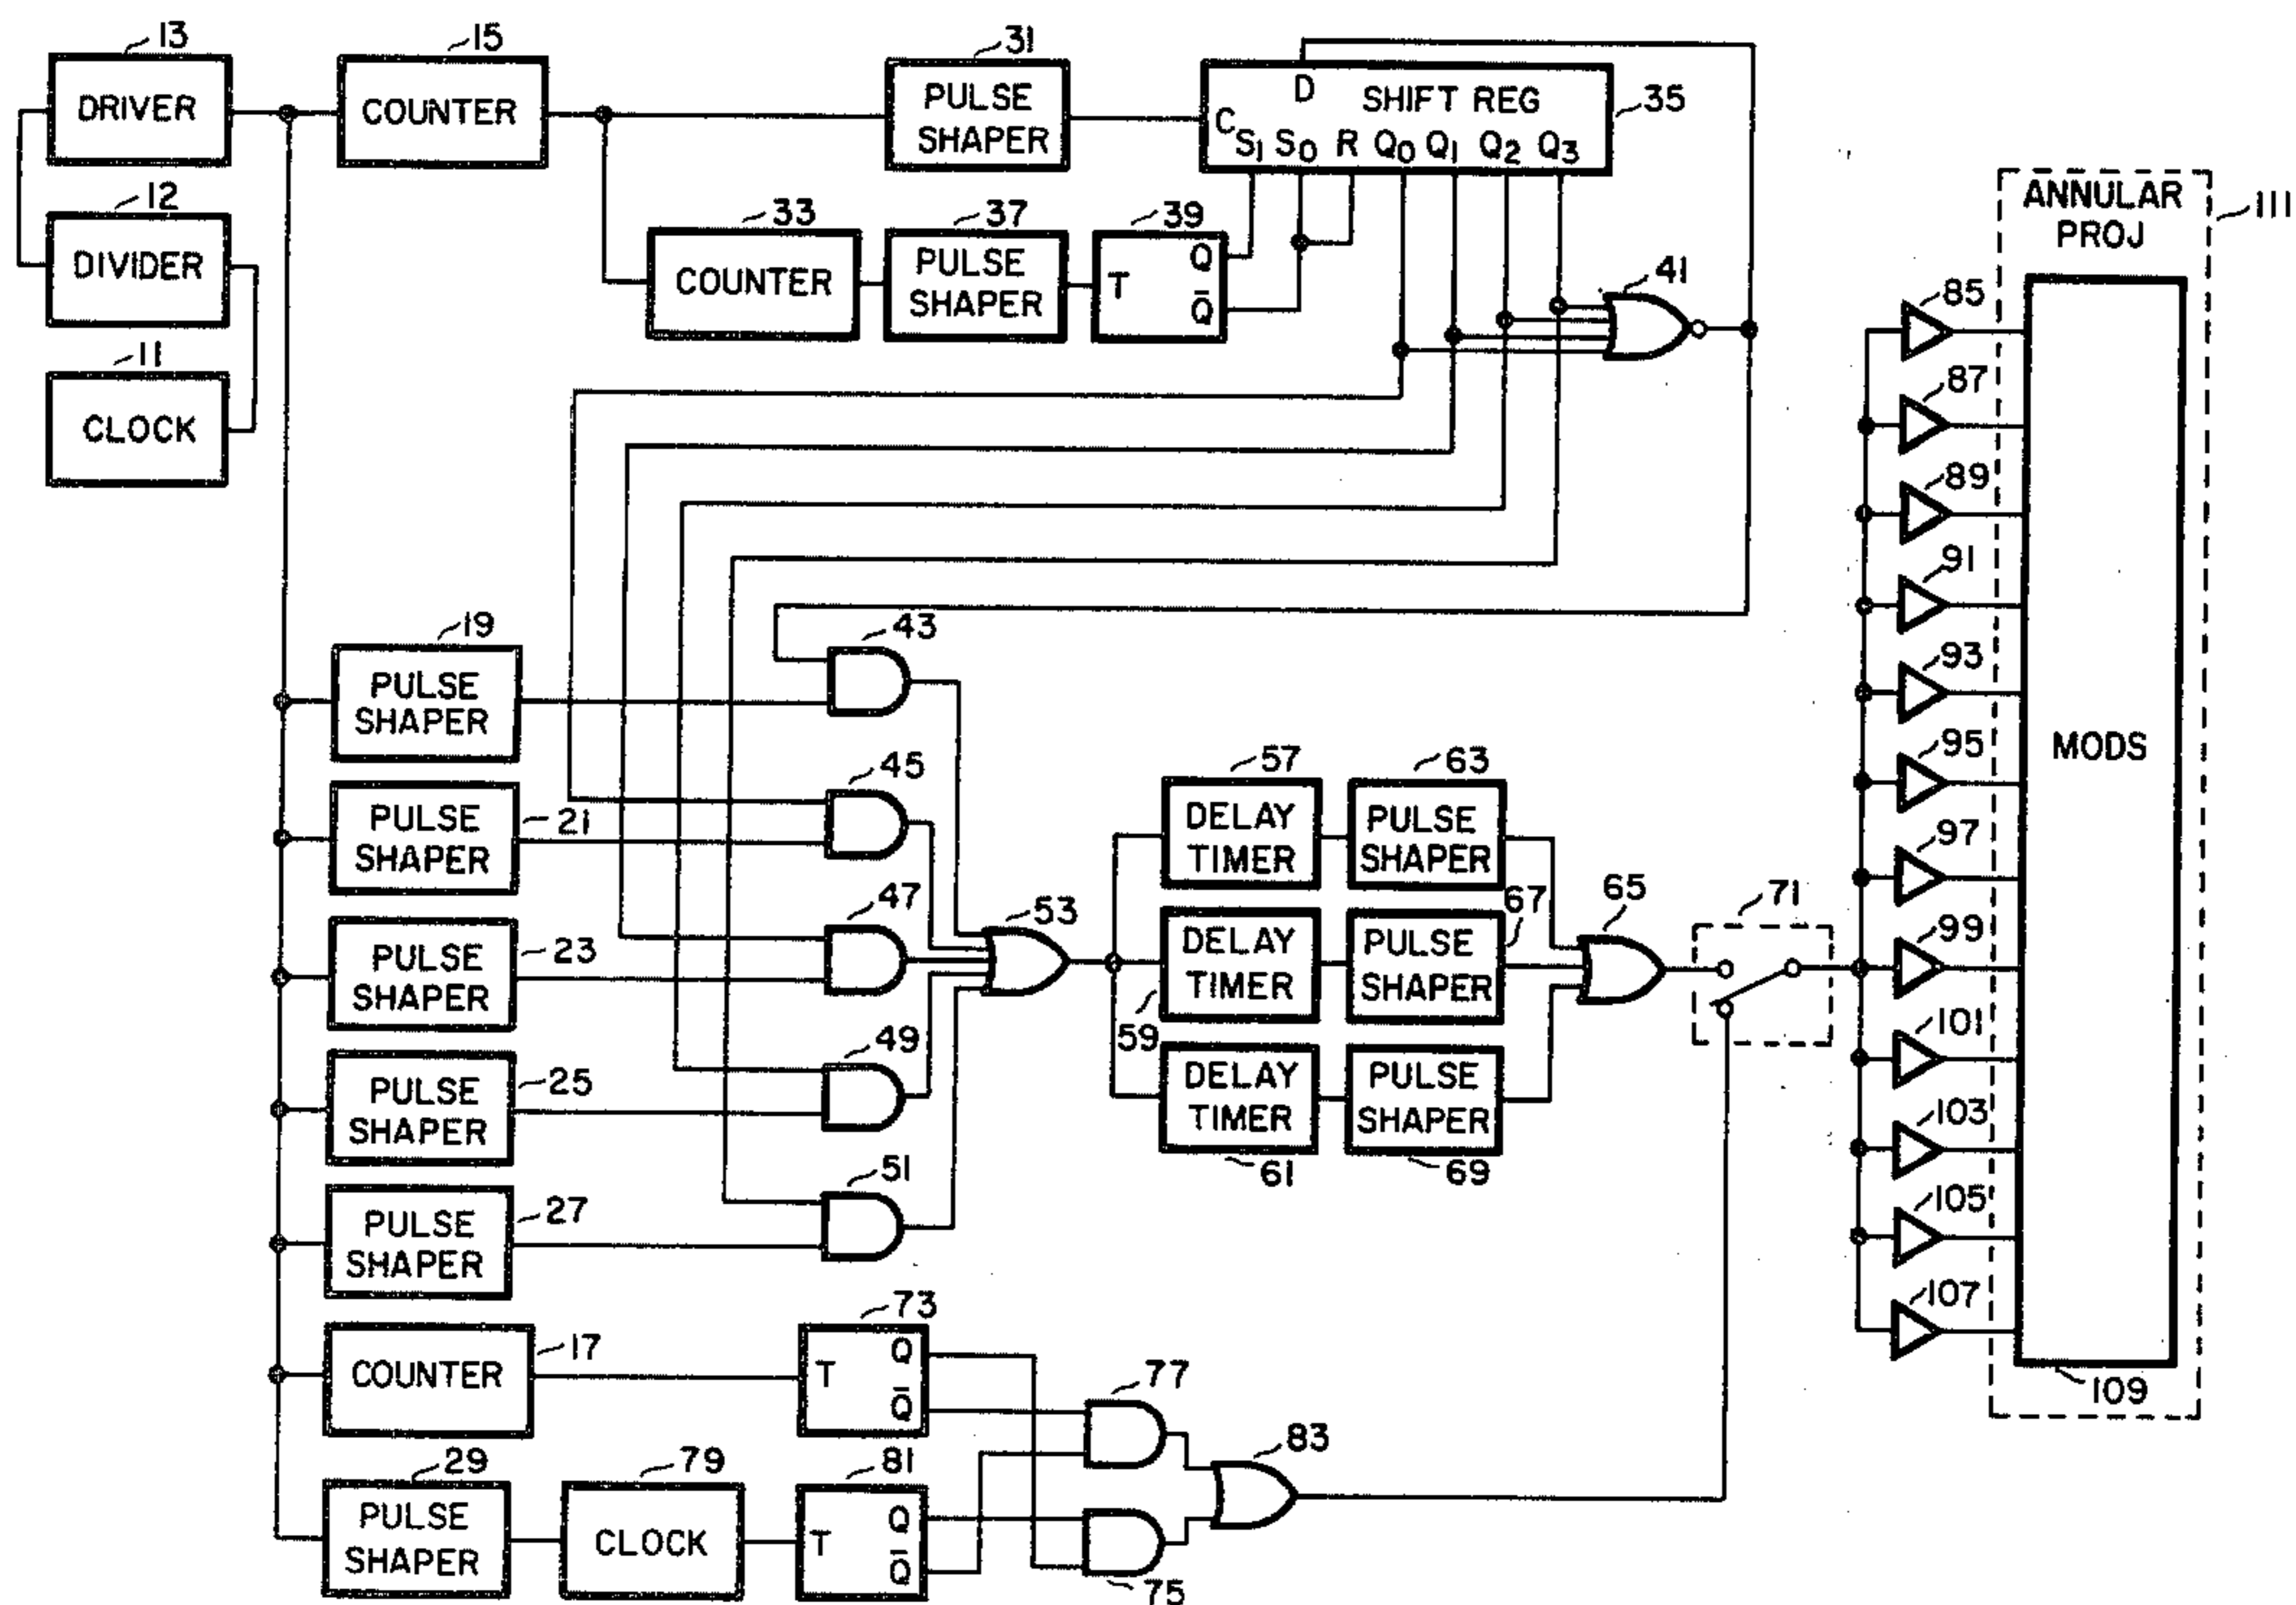 13
DRIVER
15
COUNTER
31
PULSE
SHAPER
D
SHIFT REG
C
S1 S0 R Q0 Q1 Q2 Q3
35
12
DIVIDER
11
CLOCK
33
COUNTER
37
PULSE
SHAPER
39
T
Q
Q̄
41
ANNULAR
PROJ
111
85
87
89
91
93
95
97
99
101
103
105
107
MODS
109
19
PULSE
SHAPER
43
PULSE
SHAPER
21
45
PULSE
SHAPER
23
47
PULSE
SHAPER
25
49
PULSE
SHAPER
27
51
53
57
DELAY
TIMER
63
PULSE
SHAPER
59
DELAY
TIMER
67
PULSE
SHAPER
DELAY
TIMER
61
PULSE
SHAPER
69
65
71
COUNTER
17
73
T
Q
Q̄
77
29
PULSE
SHAPER
79
CLOCK
81
T
Q
Q̄
75
83